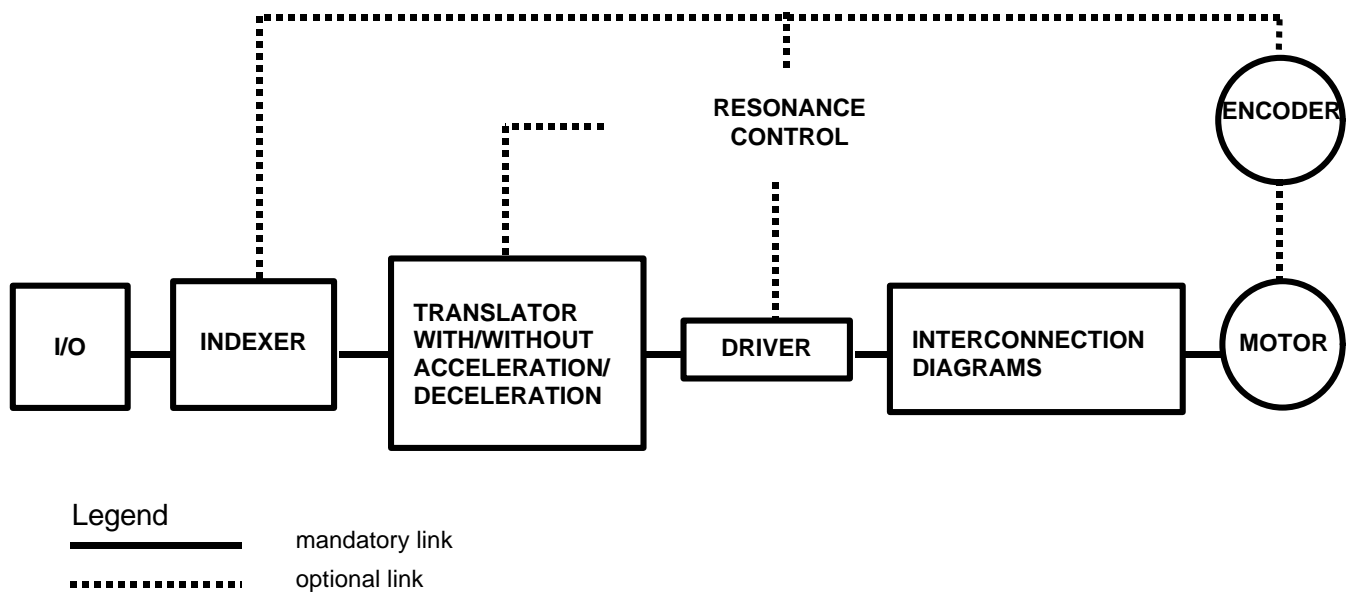 RESONANCE
CONTROL
ENCODER
I/O
INDEXER
TRANSLATOR
WITH/WITHOUT
ACCELERATION/
DECELERATION
DRIVER
INTERCONNECTION
DIAGRAMS
MOTOR
Legend
mandatory link
optional link